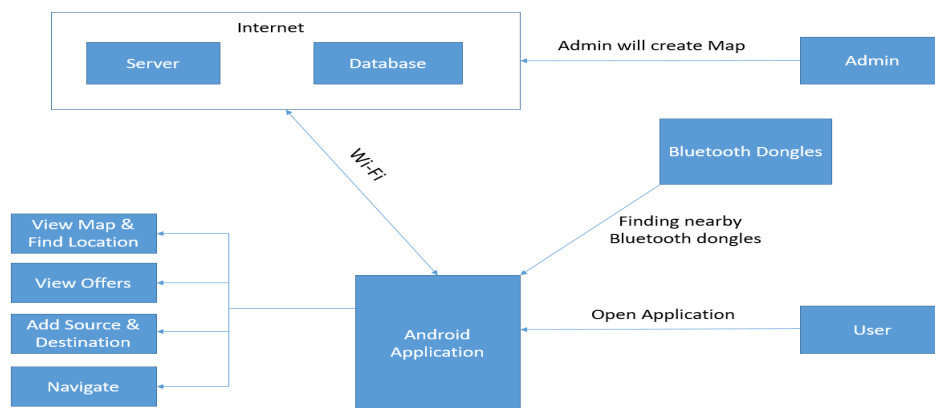 Internet
Server
Database
Admin will create Map
Admin
Wi-Fi
Bluetooth Dongles
Finding nearby
Bluetooth dongles
View Map &
Find Location
View Offers
Add Source &
Destination
Navigate
Android
Application
Open Application
User